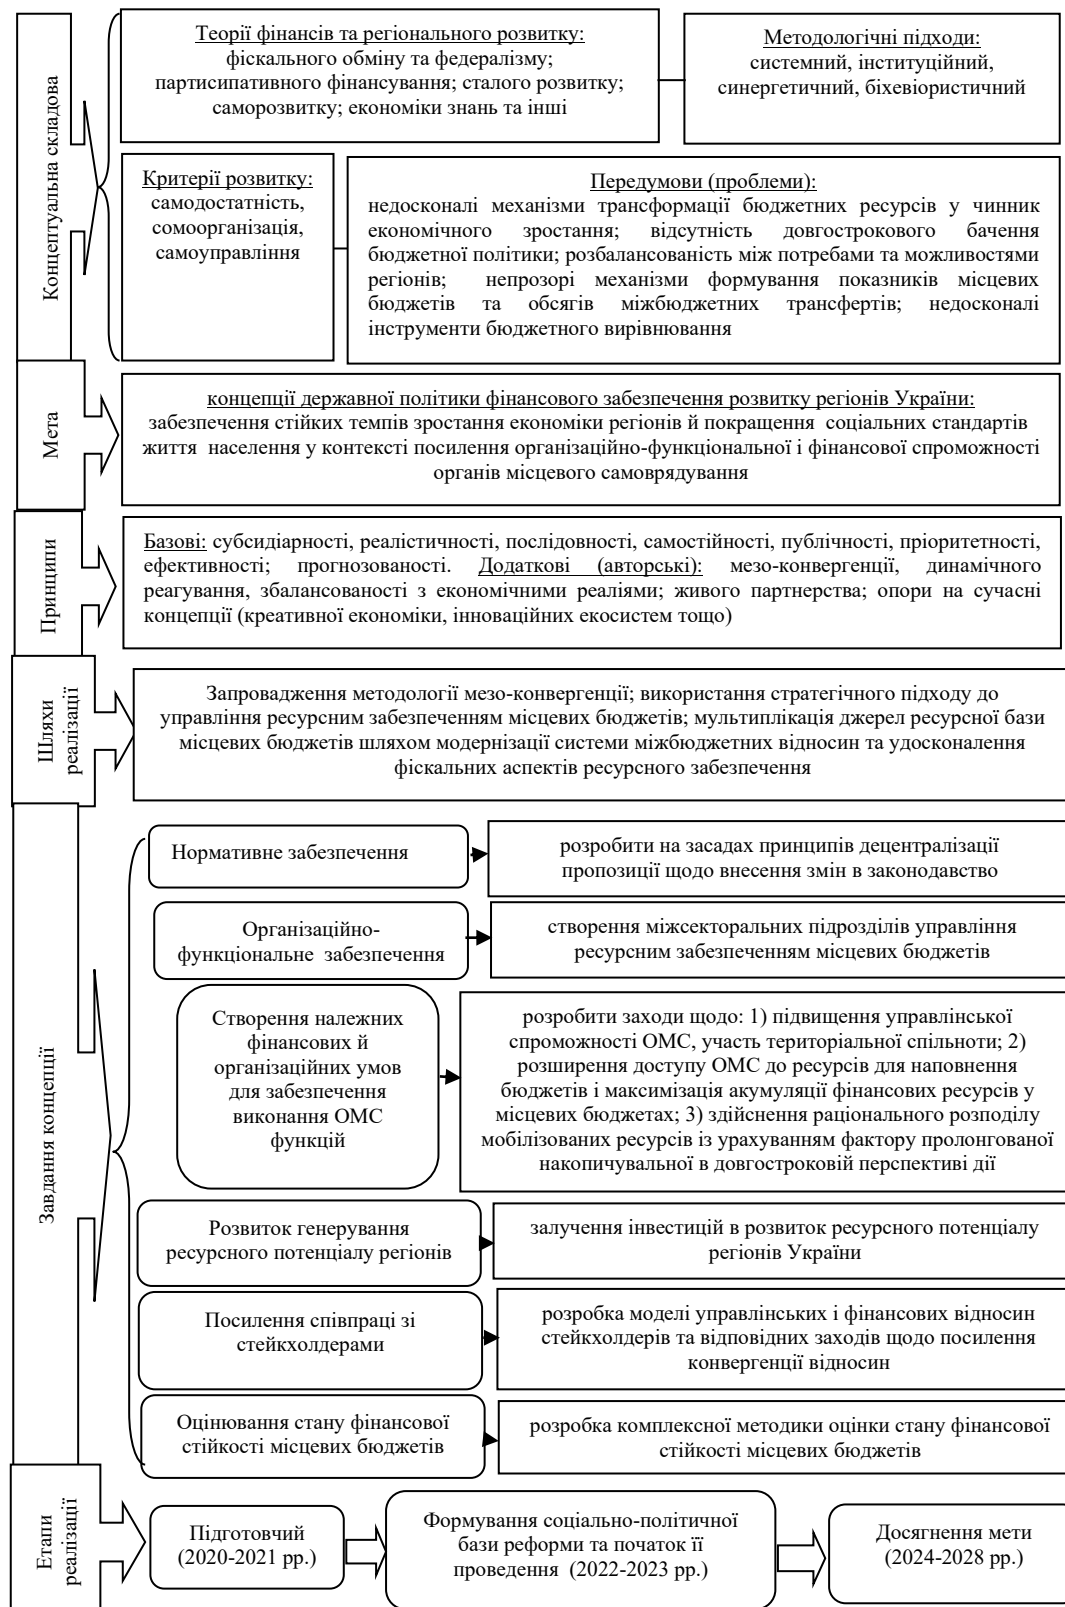 Концептуальна складова
Теорії фінансів та регіонального розвитку:
фіскального обміну та федералізму;
партисипативного фінансування; сталого розвитку;
саморозвитку; економіки знань та інші
Методологічні підходи:
системний, інституційний,
синергетичний, біхевіористичний
Критерії розвитку:
самодостатність,
сомоорганізація,
самоуправління
Передумови (проблеми):
недосконалі механізми трансформації бюджетних ресурсів у чинник
економічного зростання; відсутність довгострокового бачення
бюджетної політики; розбалансованість між потребами та можливостями
регіонів; непрозорі механізми формування показників місцевих
бюджетів та обсягів міжбюджетних трансфертів; недосконалі
інструменти бюджетного вирівнювання
Мета
концепції державної політики фінансового забезпечення розвитку регіонів України:
забезпечення стійких темпів зростання економіки регіонів й покращення соціальних стандартів
життя населення у контексті посилення організаційно-функціональної і фінансової спроможності
органів місцевого самоврядування
Принципи
Базові: субсидіарності, реалістичності, послідовності, самостійності, публічності, пріоритетності,
ефективності; прогнозованості. Додаткові (авторські): мезо-конвергенції, динамічного
реагування, збалансованості з економічними реаліями; живого партнерства; опори на сучасні
концепції (креативної економіки, інноваційних екосистем тощо)
Шляхи
реалізації
Запровадження методології мезо-конвергенції; використання стратегічного підходу до
управління ресурсним забезпеченням місцевих бюджетів; мультиплікація джерел ресурсної бази
місцевих бюджетів шляхом модернізації системи міжбюджетних відносин та удосконалення
фіскальних аспектів ресурсного забезпечення
Завдання концепції
Нормативне забезпечення
розробити на засадах принципів децентралізації
пропозиції щодо внесення змін в законодавство
Організаційно-
функціональне забезпечення
створення міжсекторальних підрозділів управління
ресурсним забезпеченням місцевих бюджетів
Створення належних
фінансових й
організаційних умов
для забезпечення
виконання ОМС
функцій
розробити заходи щодо: 1) підвищення управлінської
спроможності ОМС, участь територіальної спільноти; 2)
розширення доступу ОМС до ресурсів для наповнення
бюджетів і максимізація акумуляції фінансових ресурсів у
місцевих бюджетах; 3) здійснення раціонального розподілу
мобілізованих ресурсів із урахуванням фактору пролонгованої
накопичувальної в довгостроковій перспективі дії
Розвиток генерування
ресурсного потенціалу регіонів
залучення інвестицій в розвиток ресурсного потенціалу
регіонів України
Посилення співпраці зі
стейкхолдерами
розробка моделі управлінських і фінансових відносин
стейкхолдерів та відповідних заходів щодо посилення
конвергенції відносин
Оцінювання стану фінансової
стійкості місцевих бюджетів
розробка комплексної методики оцінки стану фінансової
стійкості місцевих бюджетів
Етапи
реалізації
Підготовчий
(2020-2021 рр.)
Формування соціально-політичної
бази реформи та початок її
проведення (2022-2023 рр.)
Досягнення мети
(2024-2028 рр.)